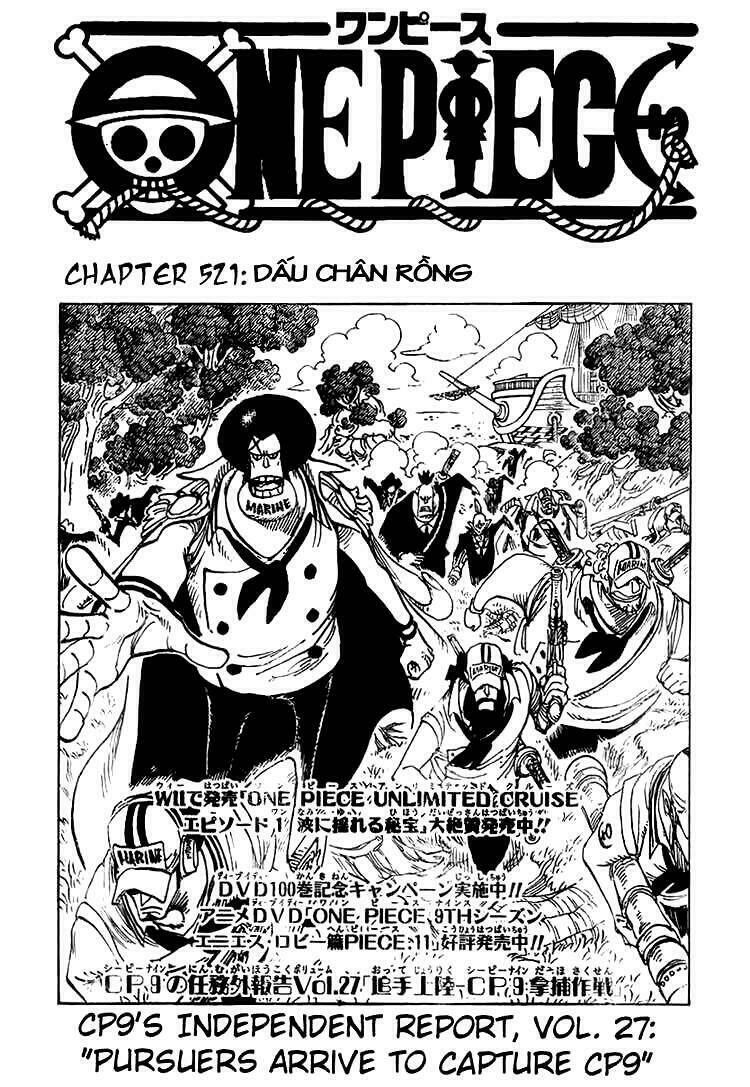 ワンピース
ONE PIECE
CHAPTER 521: DẤU CHÂN RỒNG
MARINE
MARINE
MARINE
MARINE
Wiiで発売「ONE PIECE UNLIMITED CRUISE
エピソード1 波に揺れる秘宝」大絶賛発売中!!
DVD100巻記念キャンペーン実施中!!
アニメDVD「ONE PIECE 9THシーズン
エニエス・ロビー篇PIECE.11」好評発売中!!
CP9の任務外報告Vol.27「追手上陸-CP9拿捕作戦」
CP9'S INDEPENDENT REPORT, VOL. 27:
"PURSUERS ARRIVE TO CAPTURE CP9"